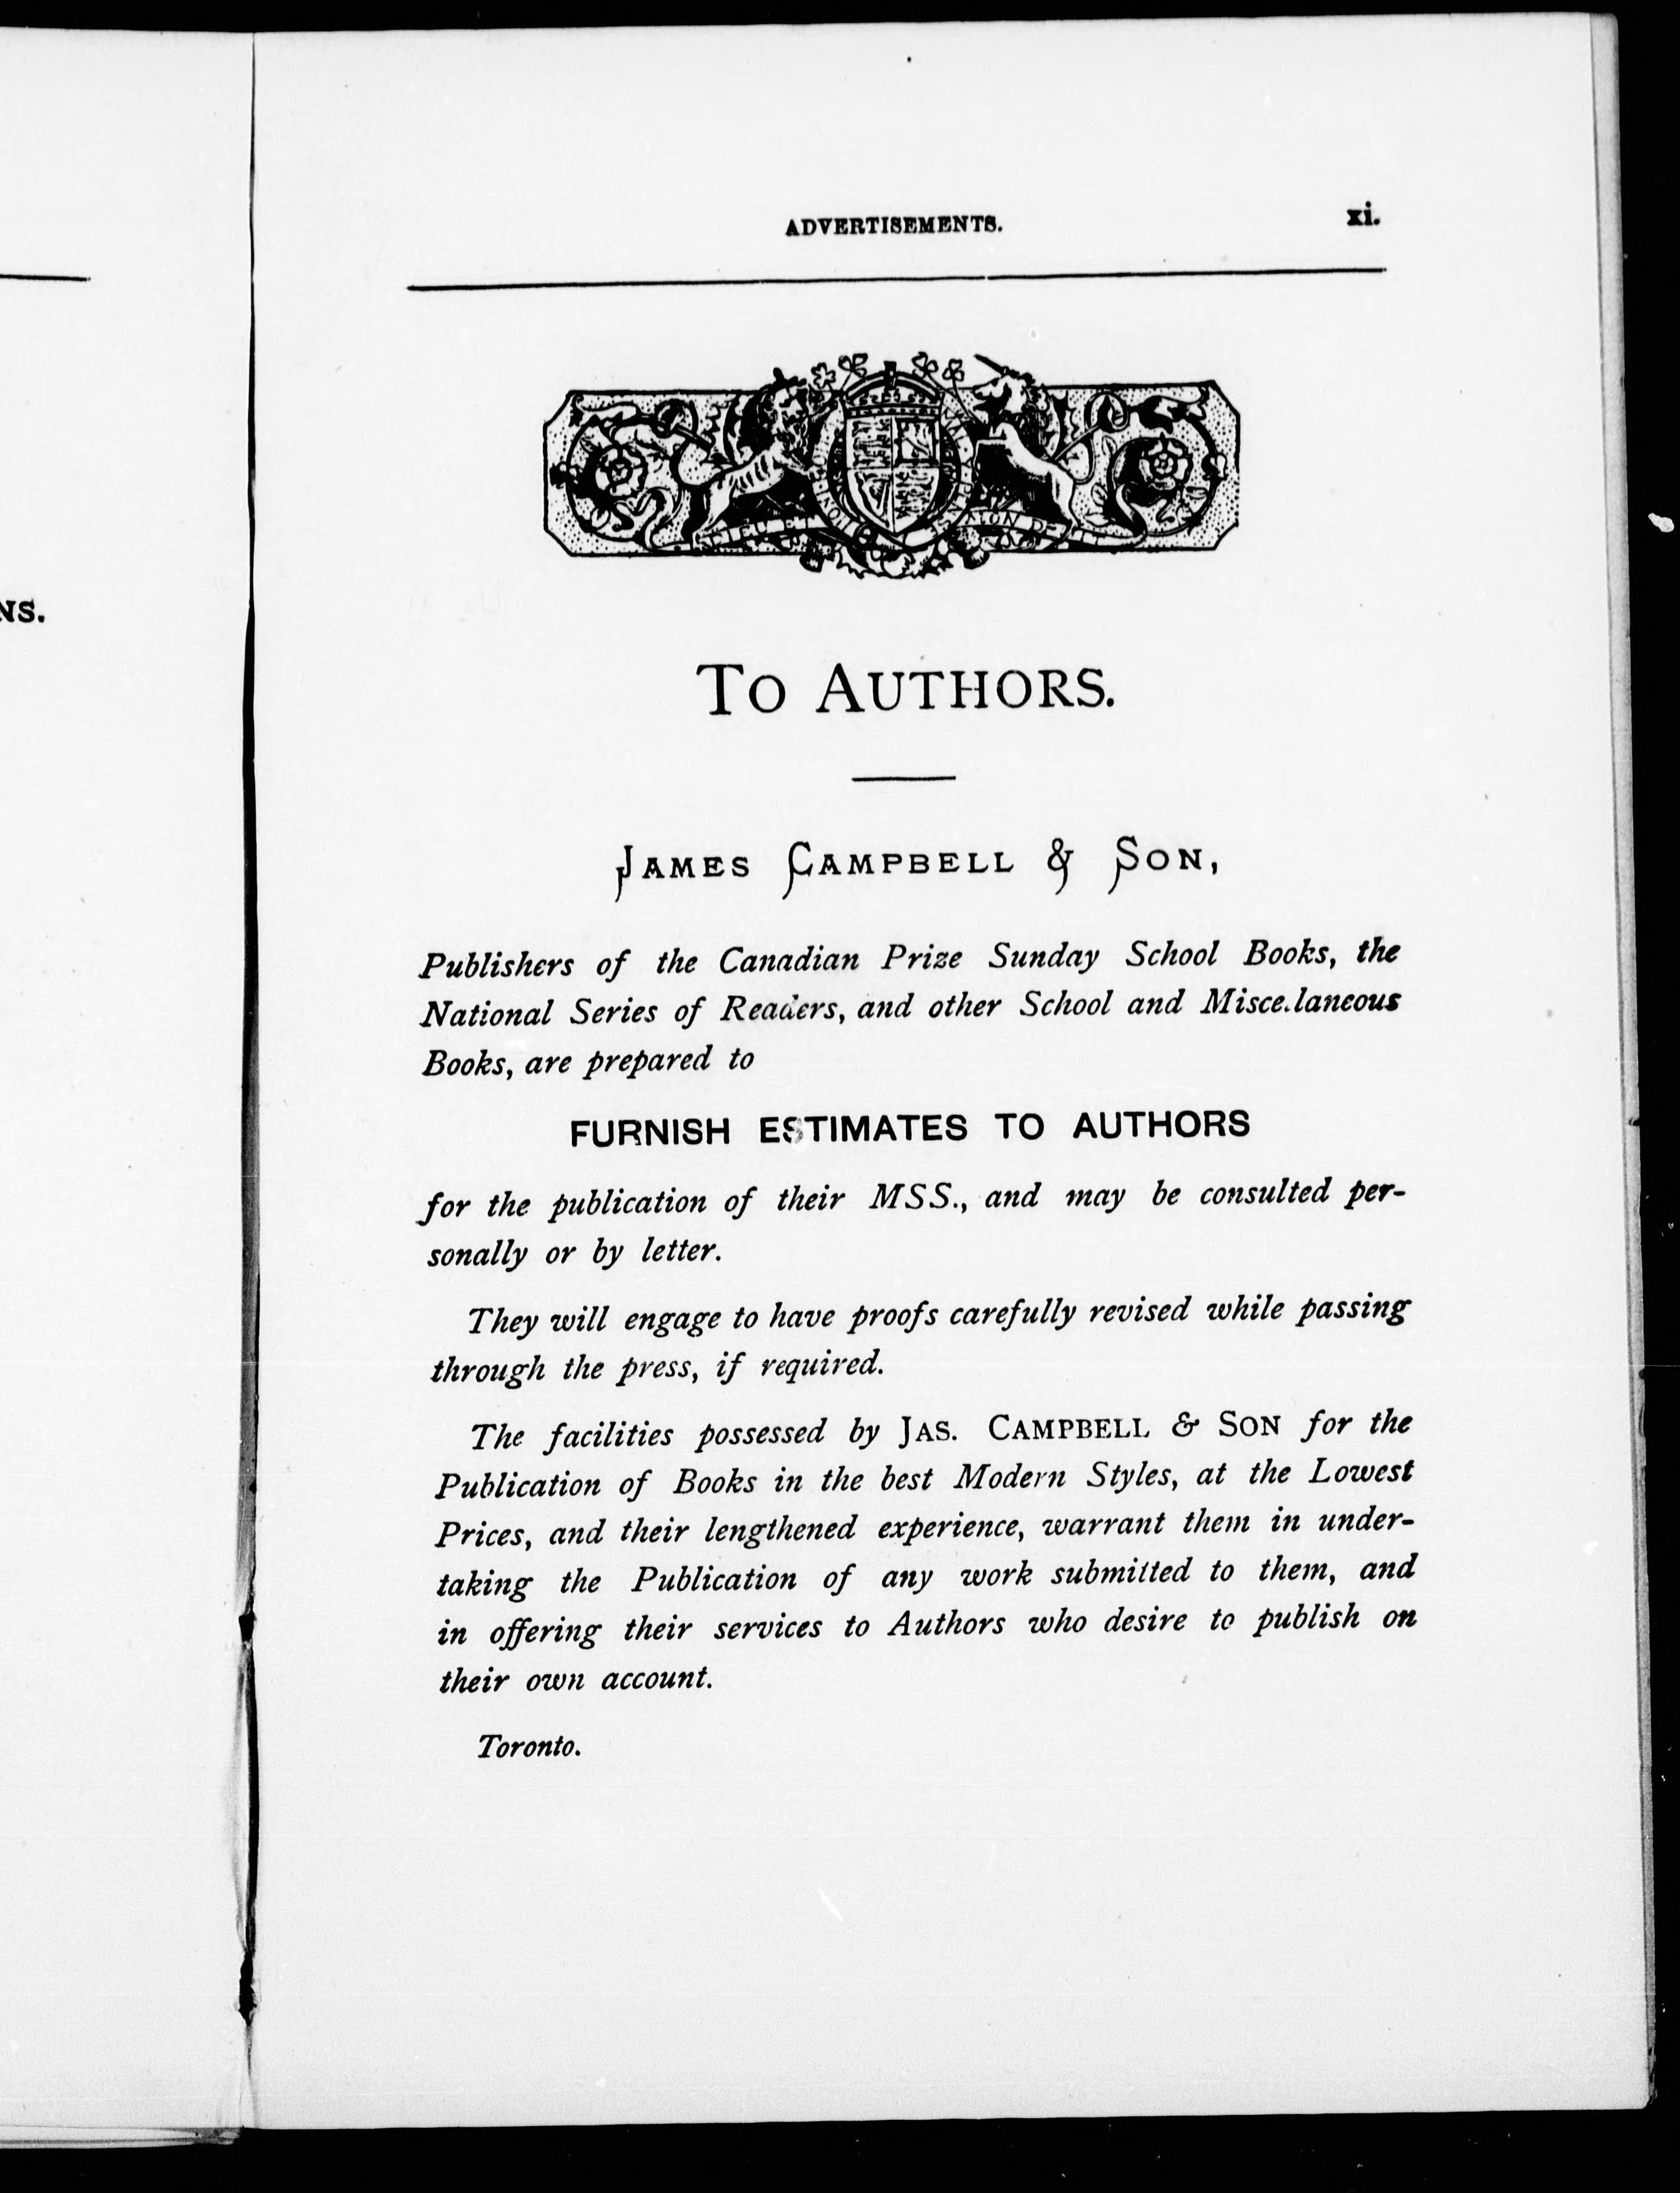 NS.
ADVERTISEMENTS. xi.
TO AUTHORS.
JAMES CAMPBELL & SON,
Publishers of the Canadian Prize Sunday School Books, the
National Series of Readers, and other School and Misce.laneous
Books, are prepared to
FURNISH ESTIMATES TO AUTHORS
for the publication of their MSS., and may be consulted per-
sonally or by letter.
They will engage to have proofs carefully revised while passing
through the press, if required.
The facilities possessed by JAS. CAMPBELL & SON for the
Publication of Books in the best Modern Styles, at the Lowest
Prices, and their lengthened experience, warrant them in under-
taking the Publication of any work submitted to them, and
in offering their services to Authors who desire to publish on
their own account.
Toronto.